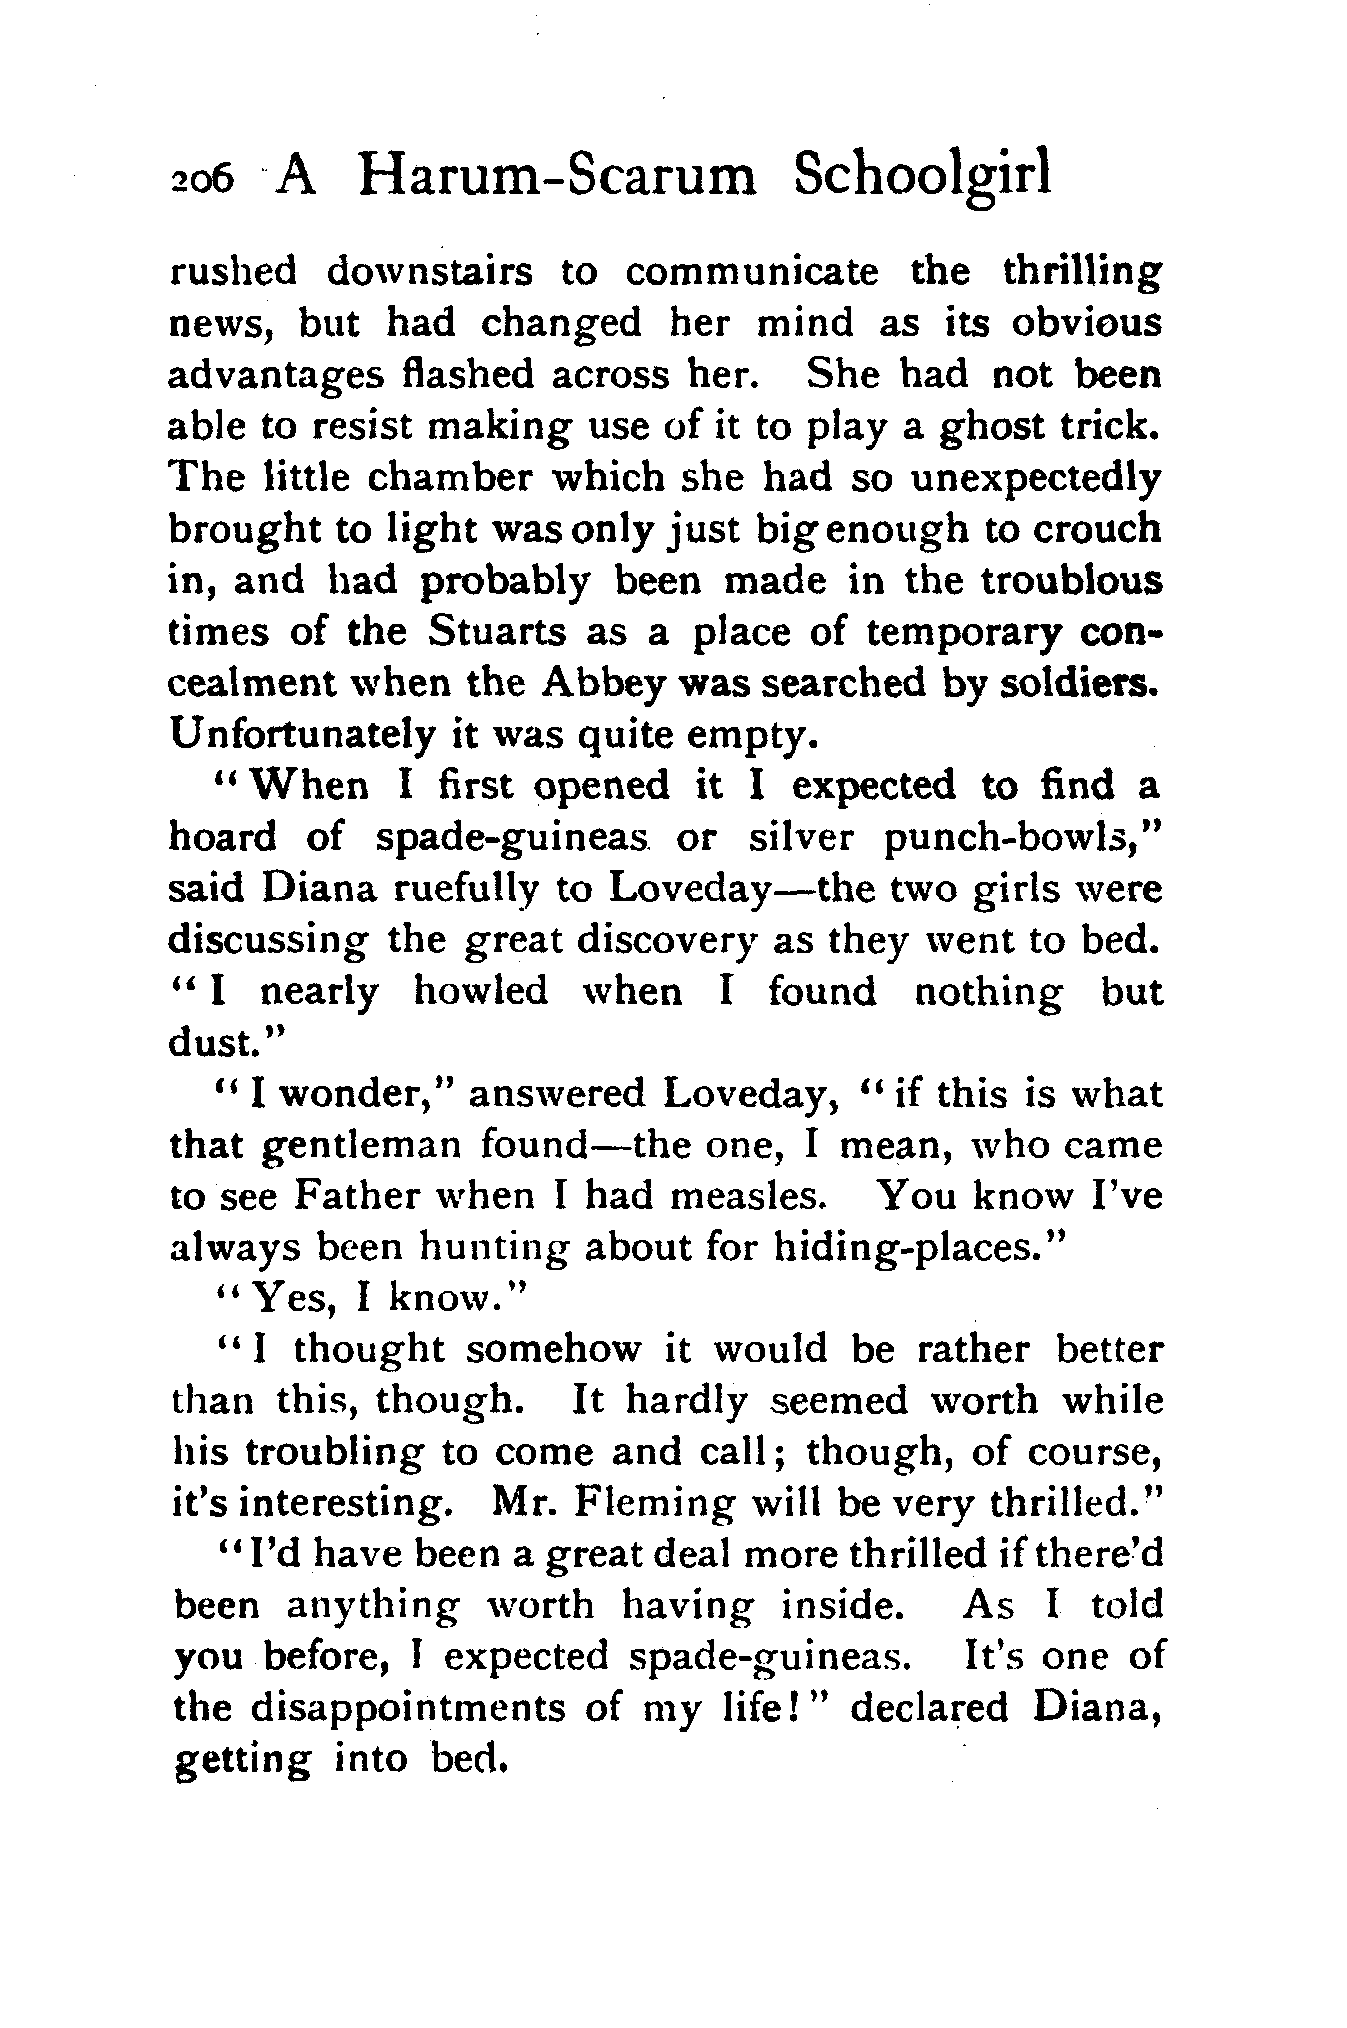 206 A Harum-Scarum Schoolgirl
rushed downstairs to communicate the thrilling
news, but had changed her mind as its obvious
advantages flashed across her. She had not been
able to resist making use of it to play a ghost trick.
The little chamber which she had so unexpectedly
brought to light was only just big enough to crouch
in, and had probably been made in the troublous
times of the Stuarts as a place of temporary con-
cealment when the Abbey was searched by soldiers.
Unfortunately it was quite empty.
"When I first opened it I expected to find a
hoard of spade-guineas or silver punch-bowls,"
said Diana ruefully to Loveday—the two girls were
discussing the great discovery as they went to bed.
"I nearly howled when I found nothing but
dust."
"I wonder," answered Loveday, "if this is what
that gentleman found—the one, I mean, who came
to see Father when I had measles. You know I've
always been hunting about for hiding-places."
"Yes, I know."
"I thought somehow it would be rather better
than this, though. It hardly seemed worth while
his troubling to come and call; though, of course,
it's interesting. Mr. Fleming will be very thrilled."
"I'd have been a great deal more thrilled if there'd
been anything worth having inside. As I told
you before, I expected spade-guineas. It's one of
the disappointments of my life!" declared Diana,
getting into bed.